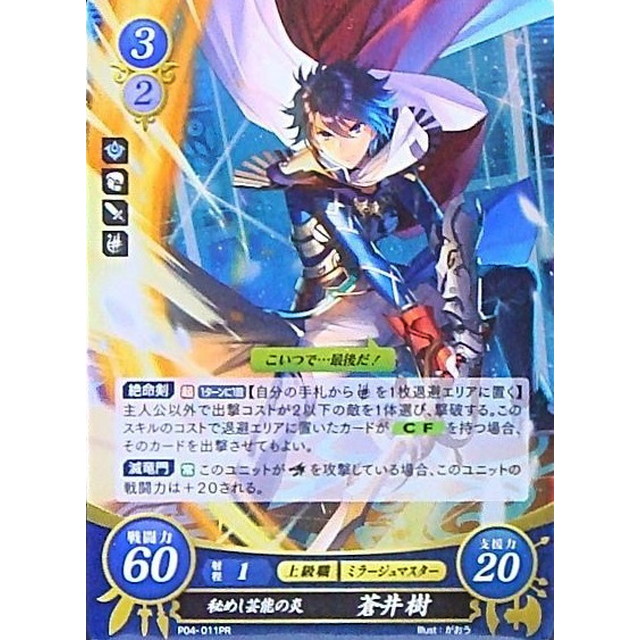 3
2
こいつで…最後だ！
絶命剣 起 1ターンに1回【自分の手札から を1枚退避エリアに置く】
主人公以外で出撃コストが2以下の敵を1体選び、撃破する。この
スキルのコストで退避エリアに置いたカードが CF を持つ場合、
そのカードを出撃させてもよい。
滅竜門 常 このユニットが を攻撃している場合、このユニットの
戦闘力は＋20される。
戦闘力
60
射程 1
上級職 ミラージュマスター
支援力
20
秘めし芸能の炎 蒼井樹
P04-011PR
Illust：がおう